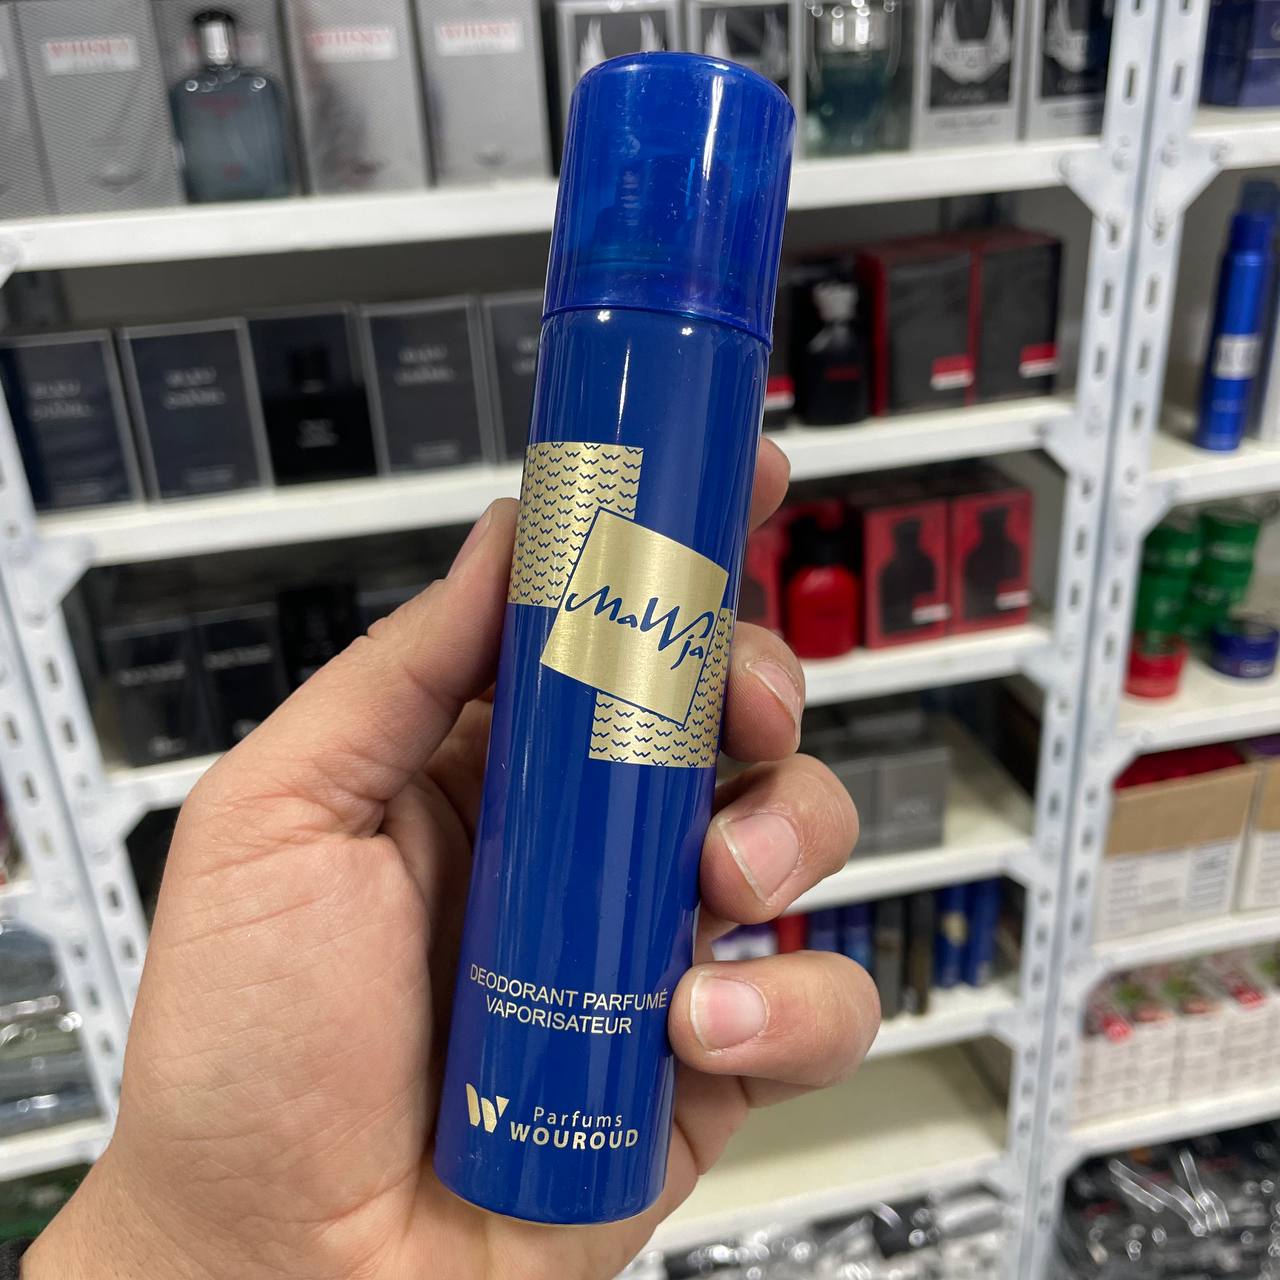 MaWja
DEODORANT PARFUMÉ
VAPORISATEUR
W Parfums
WOUROUD